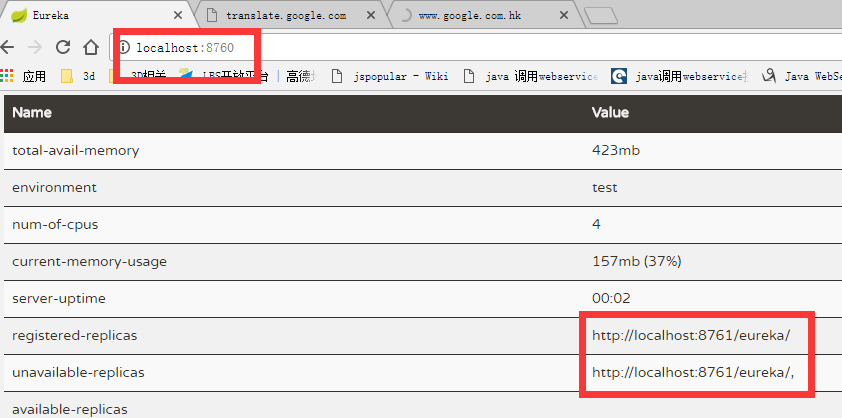 Eureka translate.google.com www.google.com.hk
localhost:8760
应用 3d 3D相关 LBS开放平台 | 高德 jspopular - Wiki java 调用webservice java调用webservice Java WebSe
Name Value
total-avail-memory 423mb
environment test
num-of-cpus 4
current-memory-usage 157mb (37%)
server-uptime 00:02
registered-replicas http://localhost:8761/eureka/
unavailable-replicas http://localhost:8761/eureka/,
available-replicas